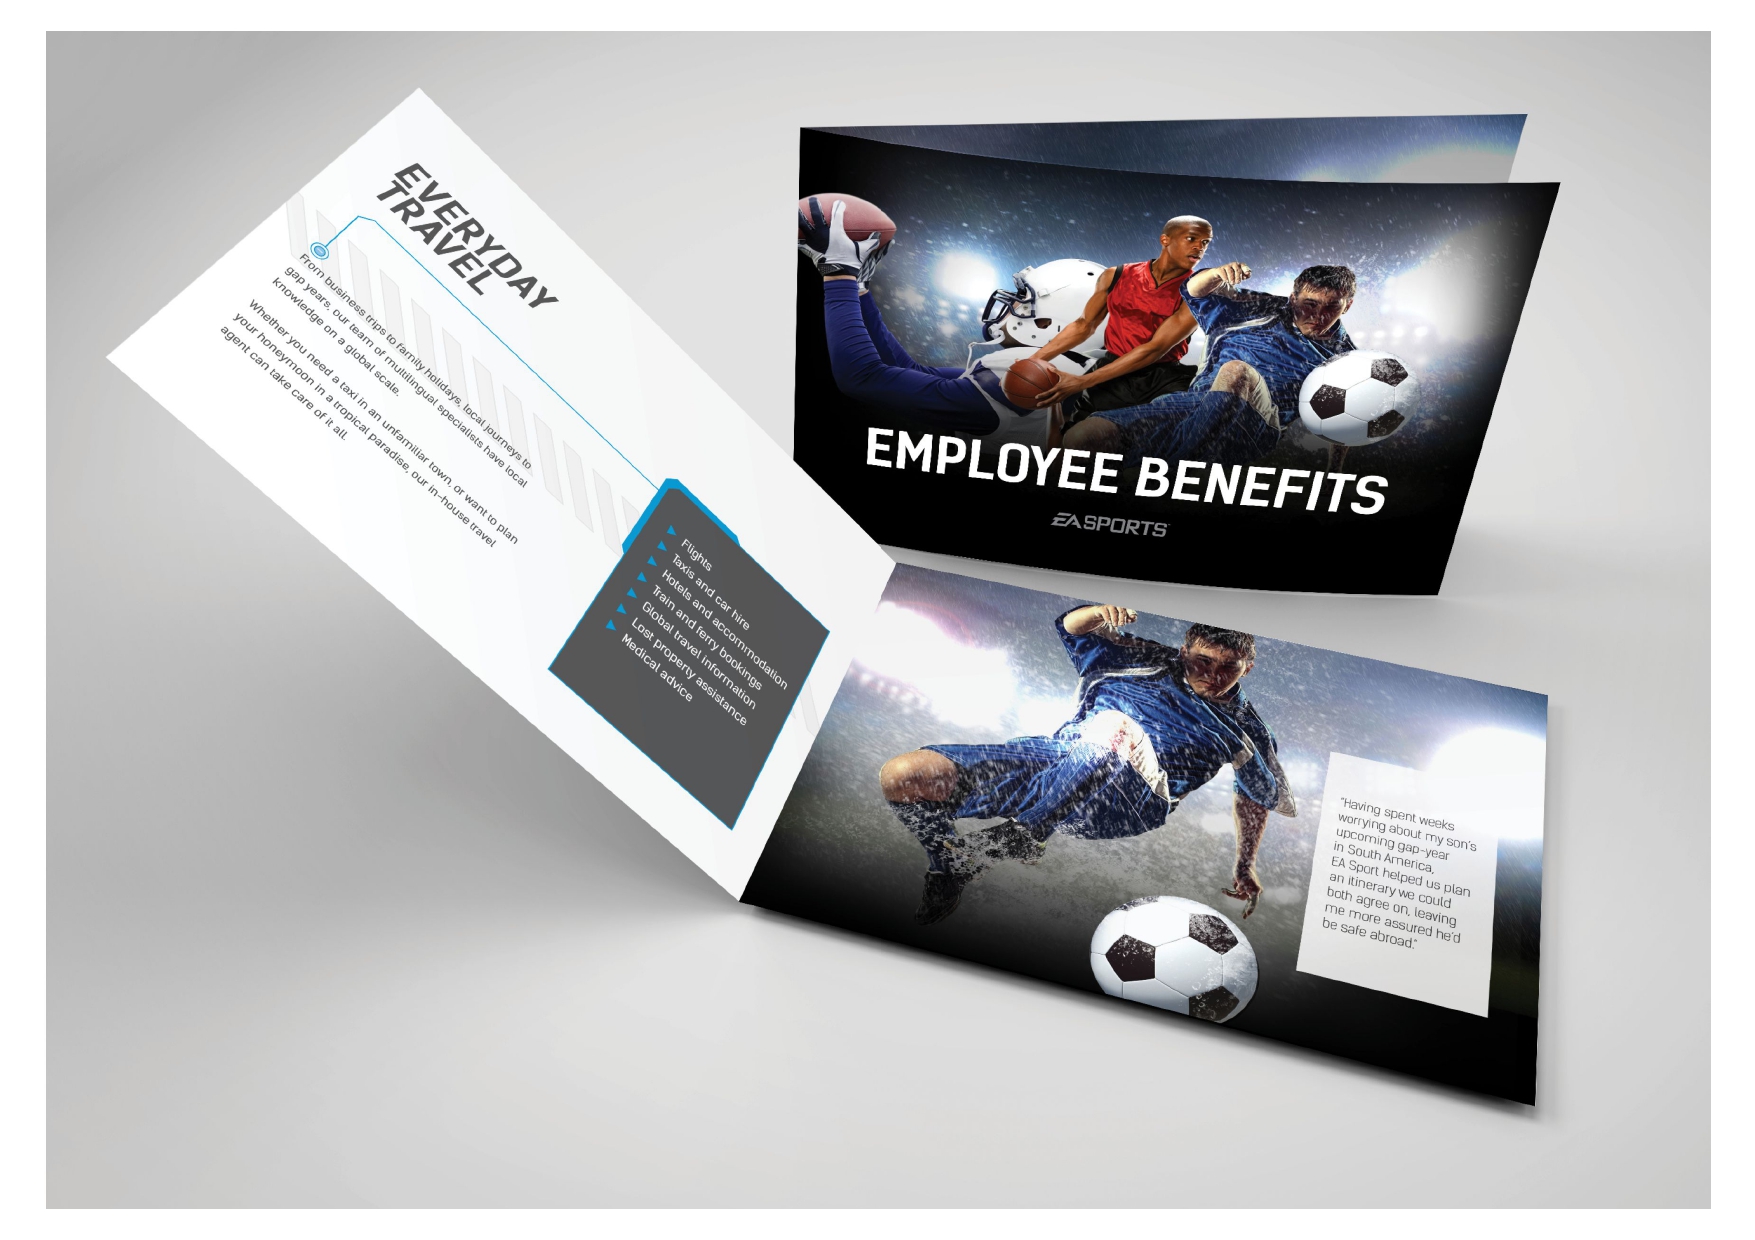 EVERYDAY
TRAVEL
From business trips to family holidays, local journeys to
gap years, our team of multilingual specialists have local
knowledge on a global scale.
Whether you need a taxi in an unfamiliar town, or want to plan
your honeymoon in a tropical paradise, our in-house travel
agent can take care of it all.
Flights
Taxis and car hire
Hotels and accommodation
Train and ferry bookings
Global travel information
Lost property assistance
Medical advice
EMPLOYEE BENEFITS
EA SPORTS™
"Having spent weeks
worrying about my son's
upcoming gap-year
in South America,
EA Sport helped us plan
an itinerary we could
both agree on, leaving
me more assured he'd
be safe abroad."